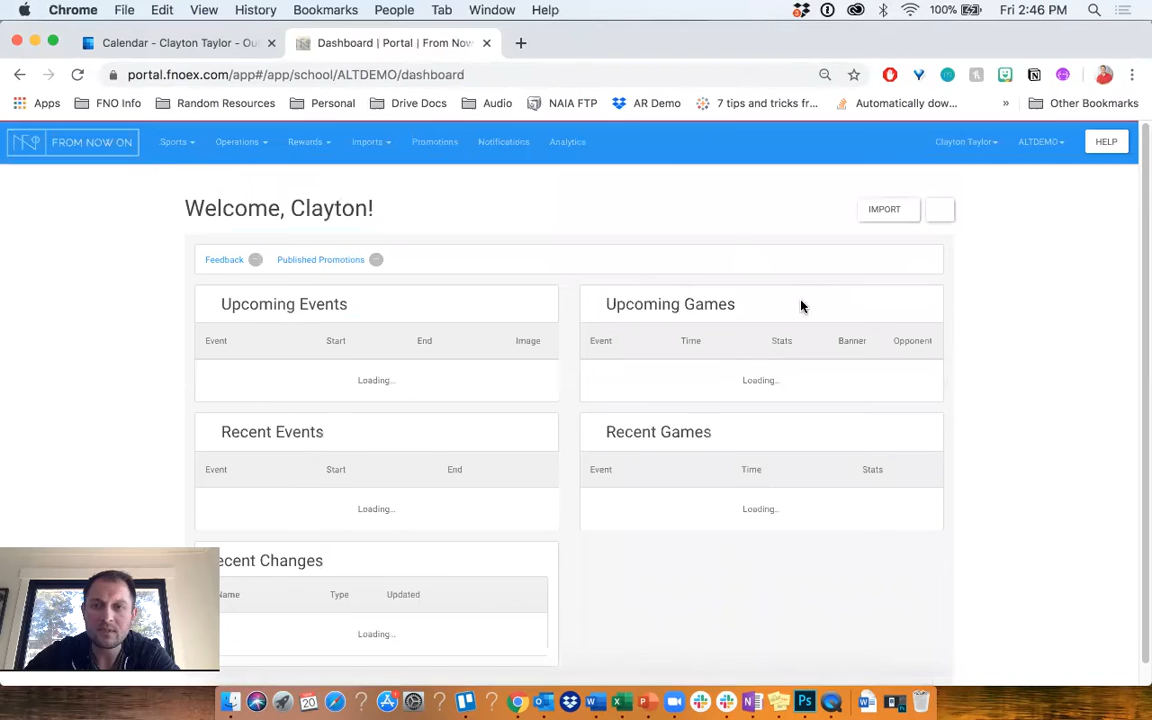 Chrome File Edit View History Bookmarks People Tab Window Help 100% Fri 2:46 PM
Calendar - Clayton Taylor - Ou Dashboard | Portal | From Now
portal.fnoex.com/app#/app/school/ALTDEMO/dashboard
Apps FNO Info Random Resources Personal Drive Docs Audio NAIA FTP AR Demo 7 tips and tricks fr... Automatically dow... » Other Bookmarks
FROM NOW ON Sports Operations Rewards Imports Promotions Notifications Analytics Clayton Taylor ALTDEMO HELP
Welcome, Clayton!
IMPORT
Feedback Published Promotions
Upcoming Events
Event Start End Image
Loading...
Upcoming Games
Event Time Stats Banner Opponent
Loading...
Recent Events
Event Start End
Loading...
Recent Games
Event Time Stats
Loading...
ecent Changes
Name Type Updated
Loading...
20